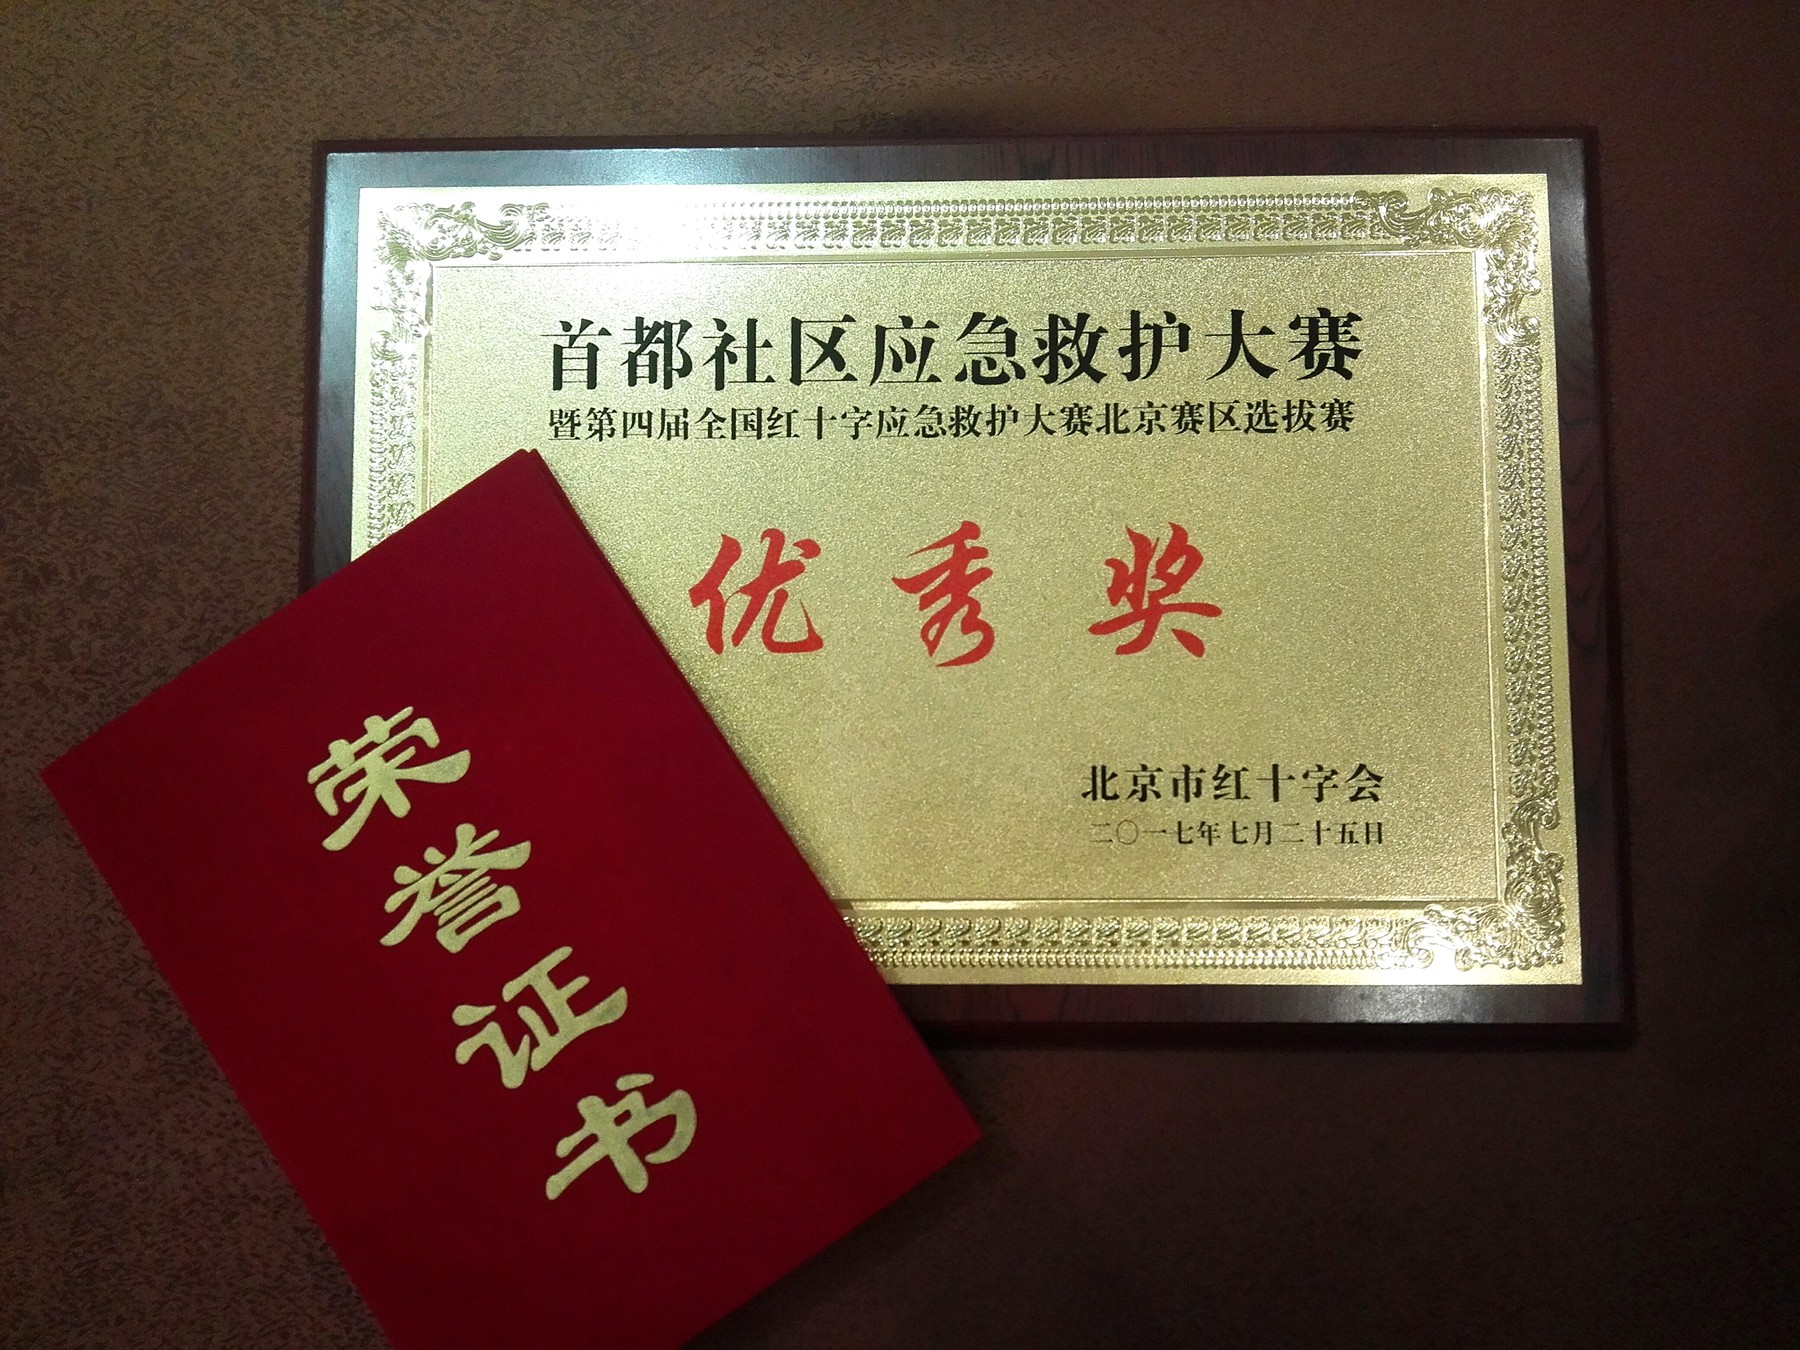 首都社区应急救护大赛
暨第四届全国红十字应急救护大赛北京赛区选拔赛
优秀奖
北京市红十字会
二〇一七年七月二十五日
荣誉证书